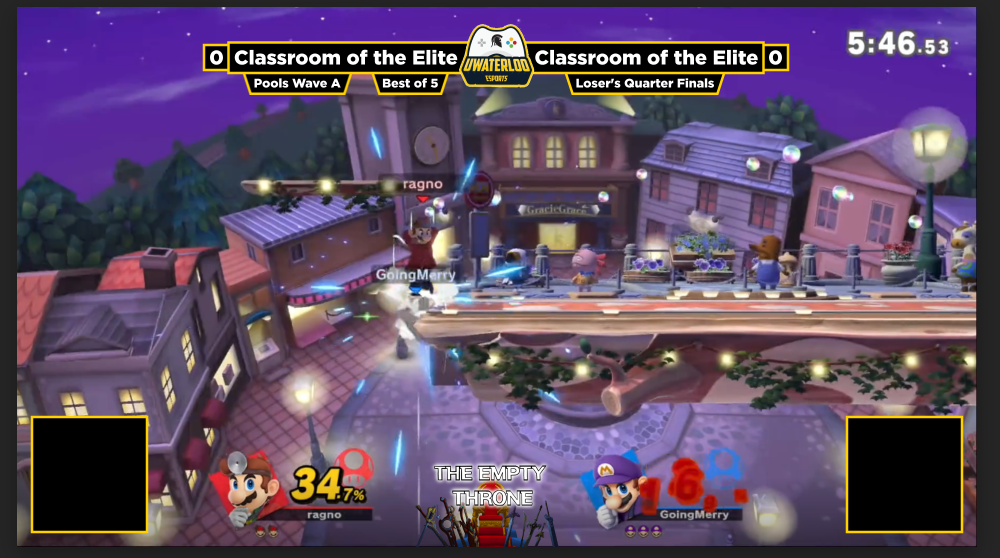 0 Classroom of the Elite UWATERLOO ESPORTS Classroom of the Elite 0
5:46.53
Pools Wave A Best of 5 Loser's Quarter Finals
ragno
GracieGrace
GoingMerry
THE EMPTY
THRONE
34.7%
ragno
GoingMerry